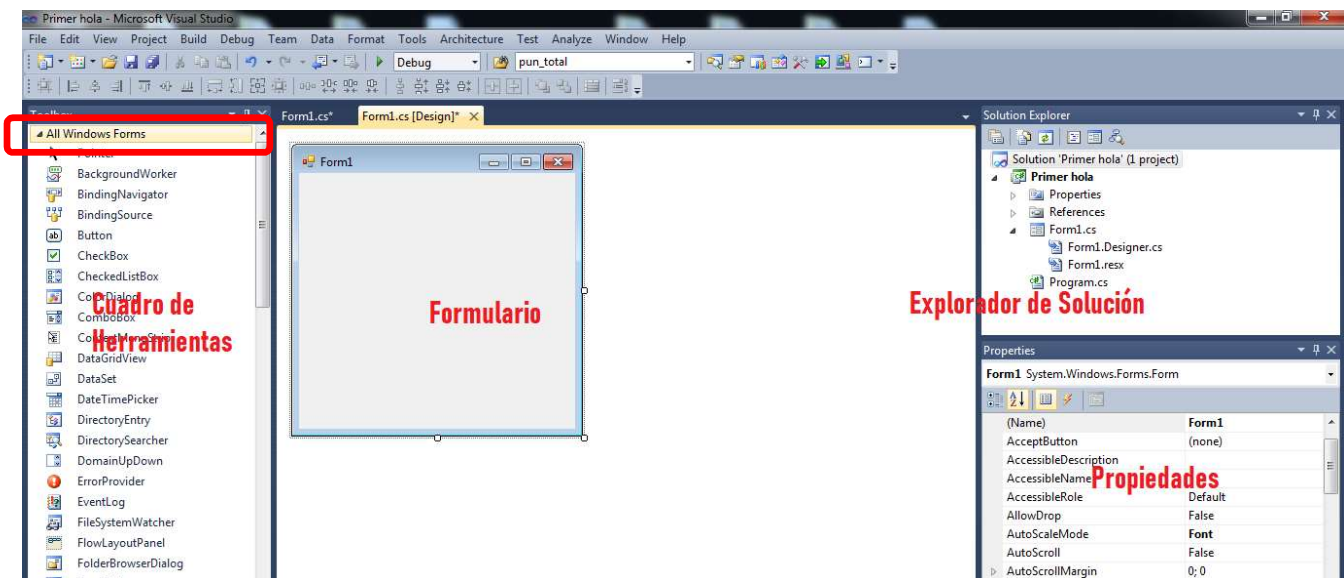 Primer hola - Microsoft Visual Studio
File Edit View Project Build Debug Team Data Format Tools Architecture Test Analyze Window Help
Debug pun_total
Toolbox
All Windows Forms
Pointer
BackgroundWorker
BindingNavigator
BindingSource
Button
CheckBox
CheckedListBox
ColorDialog
ComboBox
ContextMenuStrip
DataGridView
DataSet
DateTimePicker
DirectoryEntry
DirectorySearcher
DomainUpDown
ErrorProvider
EventLog
FileSystemWatcher
FlowLayoutPanel
FolderBrowserDialog
Cuadro de
Herramientas
Form1.cs* Form1.cs [Design]*
Form1
Formulario
Solution Explorer
Solution 'Primer hola' (1 project)
Primer hola
Properties
References
Form1.cs
Form1.Designer.cs
Form1.resx
Program.cs
Explorador de Solución
Properties
Form1 System.Windows.Forms.Form
(Name) Form1
AcceptButton (none)
AccessibleDescription
AccessibleName
AccessibleRole Default
AllowDrop False
AutoScaleMode Font
AutoScroll False
AutoScrollMargin 0; 0
Propiedades